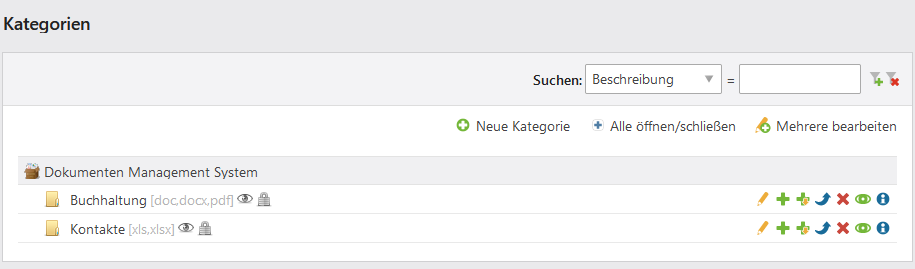 Kategorien
Suchen: Beschreibung =
Neue Kategorie Alle öffnen/schließen Mehrere bearbeiten
Dokumenten Management System
Buchhaltung [doc,docx,pdf]
Kontakte [xls,xlsx]